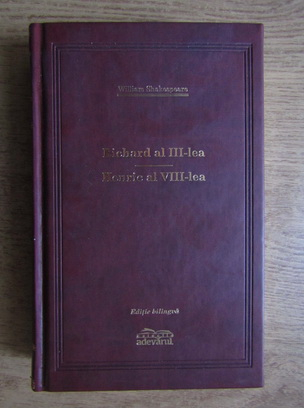 William Shakespeare
Richard al III-lea
Henric al VIII-lea
Ediție bilingvă
adevărul